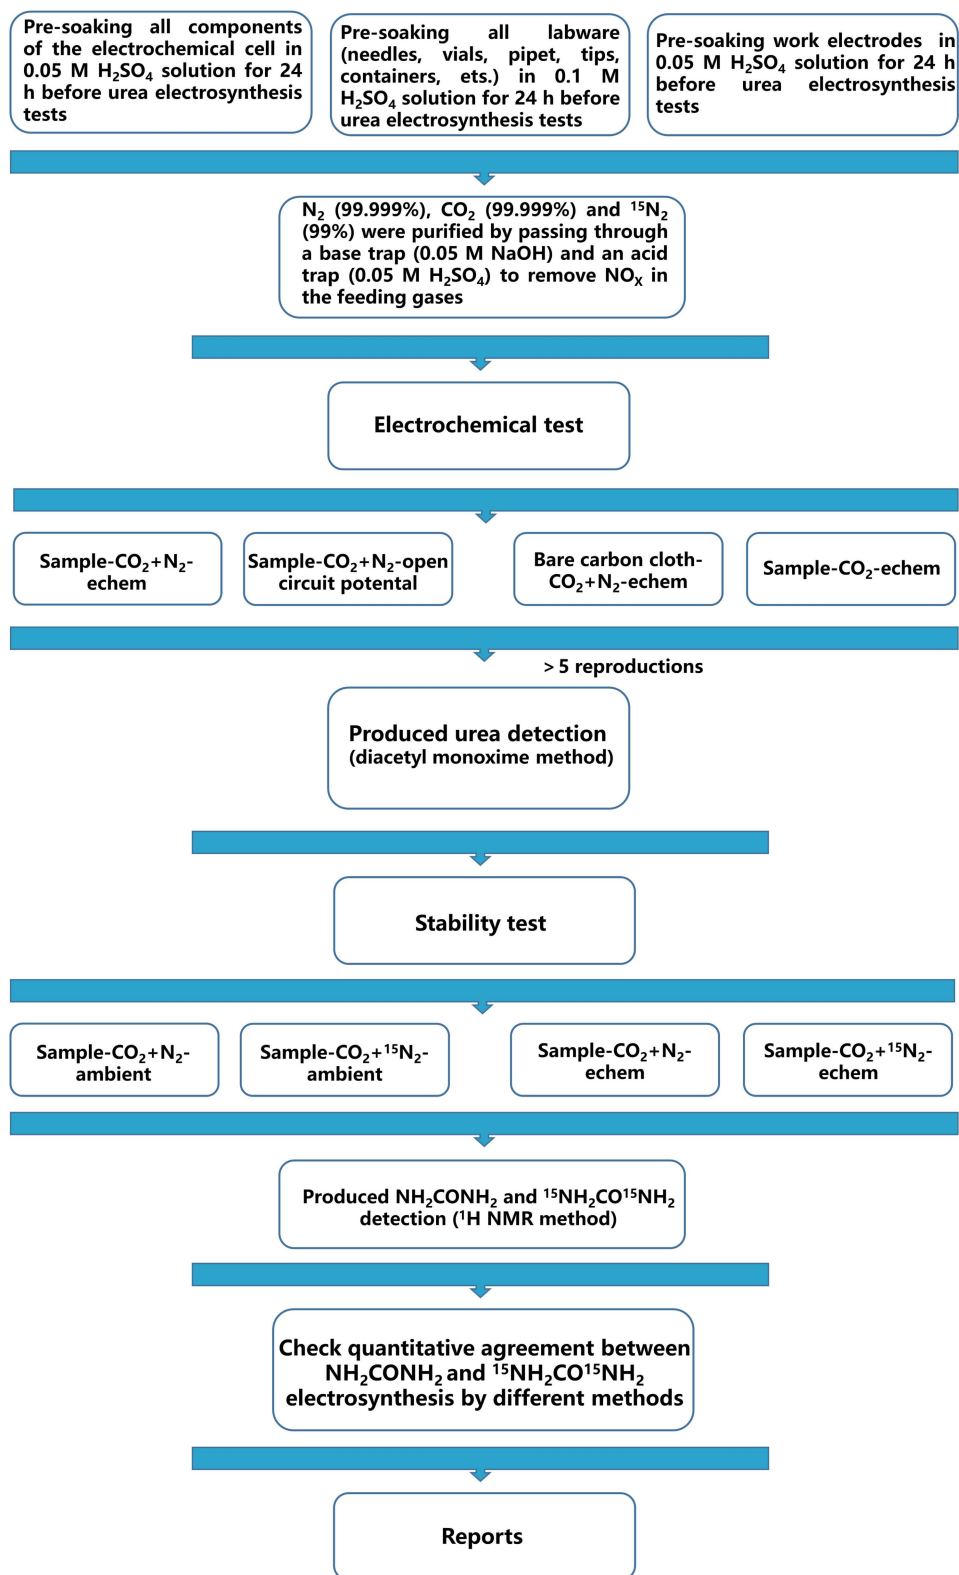 Pre-soaking all components
of the electrochemical cell in
0.05 M H₂SO₄ solution for 24
h before urea electrosynthesis
tests
Pre-soaking all labware
(needles, vials, pipet, tips,
containers, ets.) in 0.1 M
H₂SO₄ solution for 24 h before
urea electrosynthesis tests
Pre-soaking work electrodes in
0.05 M H₂SO₄ solution for 24 h
before urea electrosynthesis
tests
N₂ (99.999%), CO₂ (99.999%) and ¹⁵N₂
(99%) were purified by passing through
a base trap (0.05 M NaOH) and an acid
trap (0.05 M H₂SO₄) to remove NOₓ in
the feeding gases
Electrochemical test
Sample-CO₂+N₂-
echem
Sample-CO₂+N₂-open
circuit potental
Bare carbon cloth-
CO₂+N₂-echem
Sample-CO₂-echem
> 5 reproductions
Produced urea detection
(diacetyl monoxime method)
Stability test
Sample-CO₂+N₂-
ambient
Sample-CO₂+¹⁵N₂-
ambient
Sample-CO₂+N₂-
echem
Sample-CO₂+¹⁵N₂-
echem
Produced NH₂CONH₂ and ¹⁵NH₂CO¹⁵NH₂
detection (¹H NMR method)
Check quantitative agreement between
NH₂CONH₂ and ¹⁵NH₂CO¹⁵NH₂
electrosynthesis by different methods
Reports